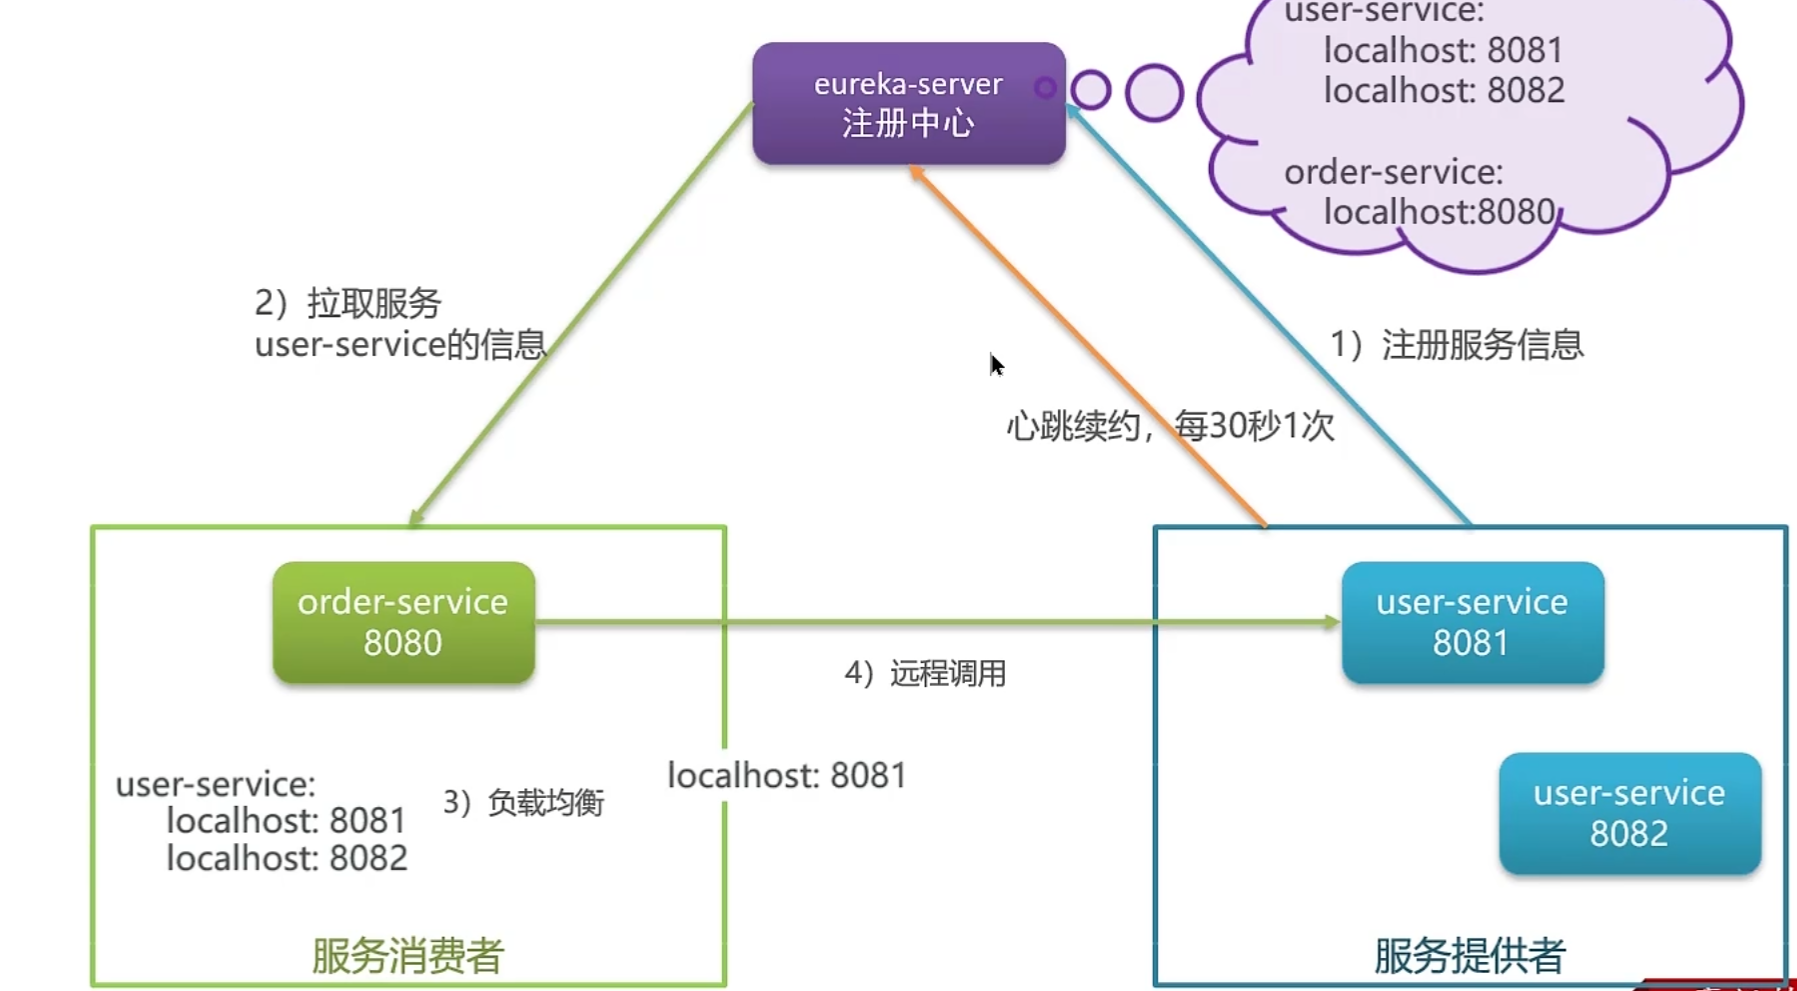 user-service:
localhost: 8081
localhost: 8082
order-service:
localhost:8080
eureka-server
注册中心
2）拉取服务
user-service的信息
1）注册服务信息
心跳续约，每30秒1次
order-service
8080
user-service
8081
4）远程调用
user-service:
localhost: 8081
localhost: 8082
3）负载均衡
localhost: 8081
user-service
8082
服务消费者
服务提供者